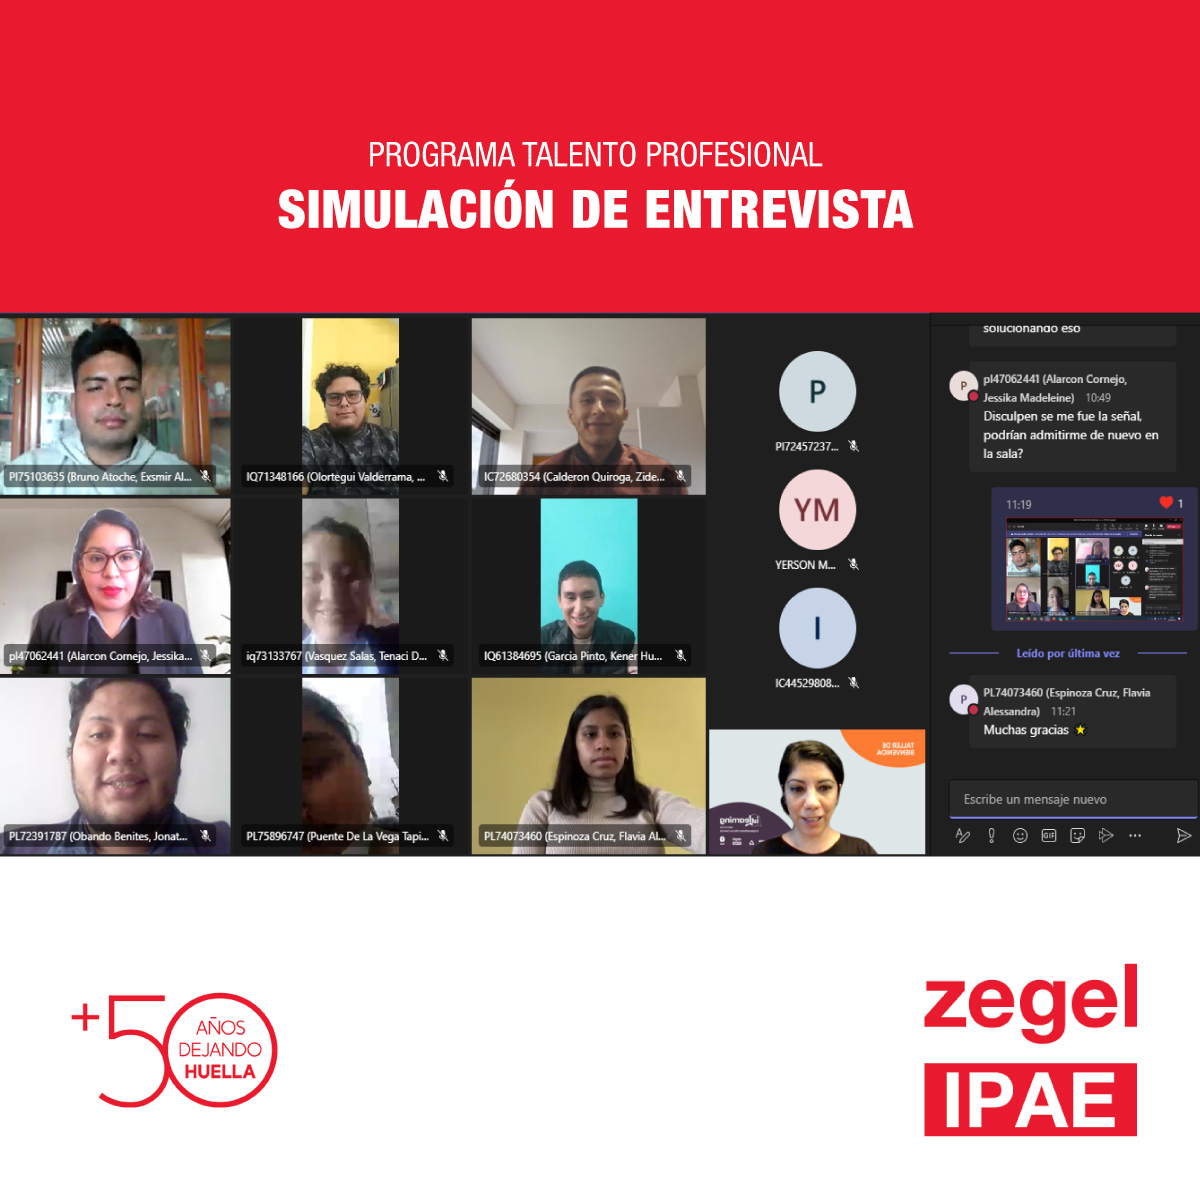 PROGRAMA TALENTO PROFESIONAL
SIMULACIÓN DE ENTREVISTA
PI75103635 (Bruno Atoche, Exsmir Al...
IQ71348166 (Olortegui Valderrama, ...
IC72680354 (Calderon Quiroga, Zide...
P
PI72457237...
pl47062441 (Alarcon Cornejo, Jessika...
iq73133767 (Vasquez Salas, Tenaci D...
IQ61384695 (Garcia Pinto, Kener Hu...
YM
YERSON M...
I
IC44529808...
PL72391787 (Obando Benites, Jonat...
PL75896747 (Puente De La Vega Tapi...
PL74073460 (Espinoza Cruz, Flavia Al...
TALLER DE
BIENVENIDA
solucionando eso
P
pl47062441 (Alarcon Cornejo,
Jessika Madeleine) 10:49
Disculpen se me fue la señal,
podrían admitirme de nuevo en
la sala?
11:19
1
Leído por última vez
P
PL74073460 (Espinoza Cruz, Flavia
Alessandra) 11:21
Muchas gracias
Escribe un mensaje nuevo
GIF
+50
AÑOS
DEJANDO
HUELLA
zegel
IPAE